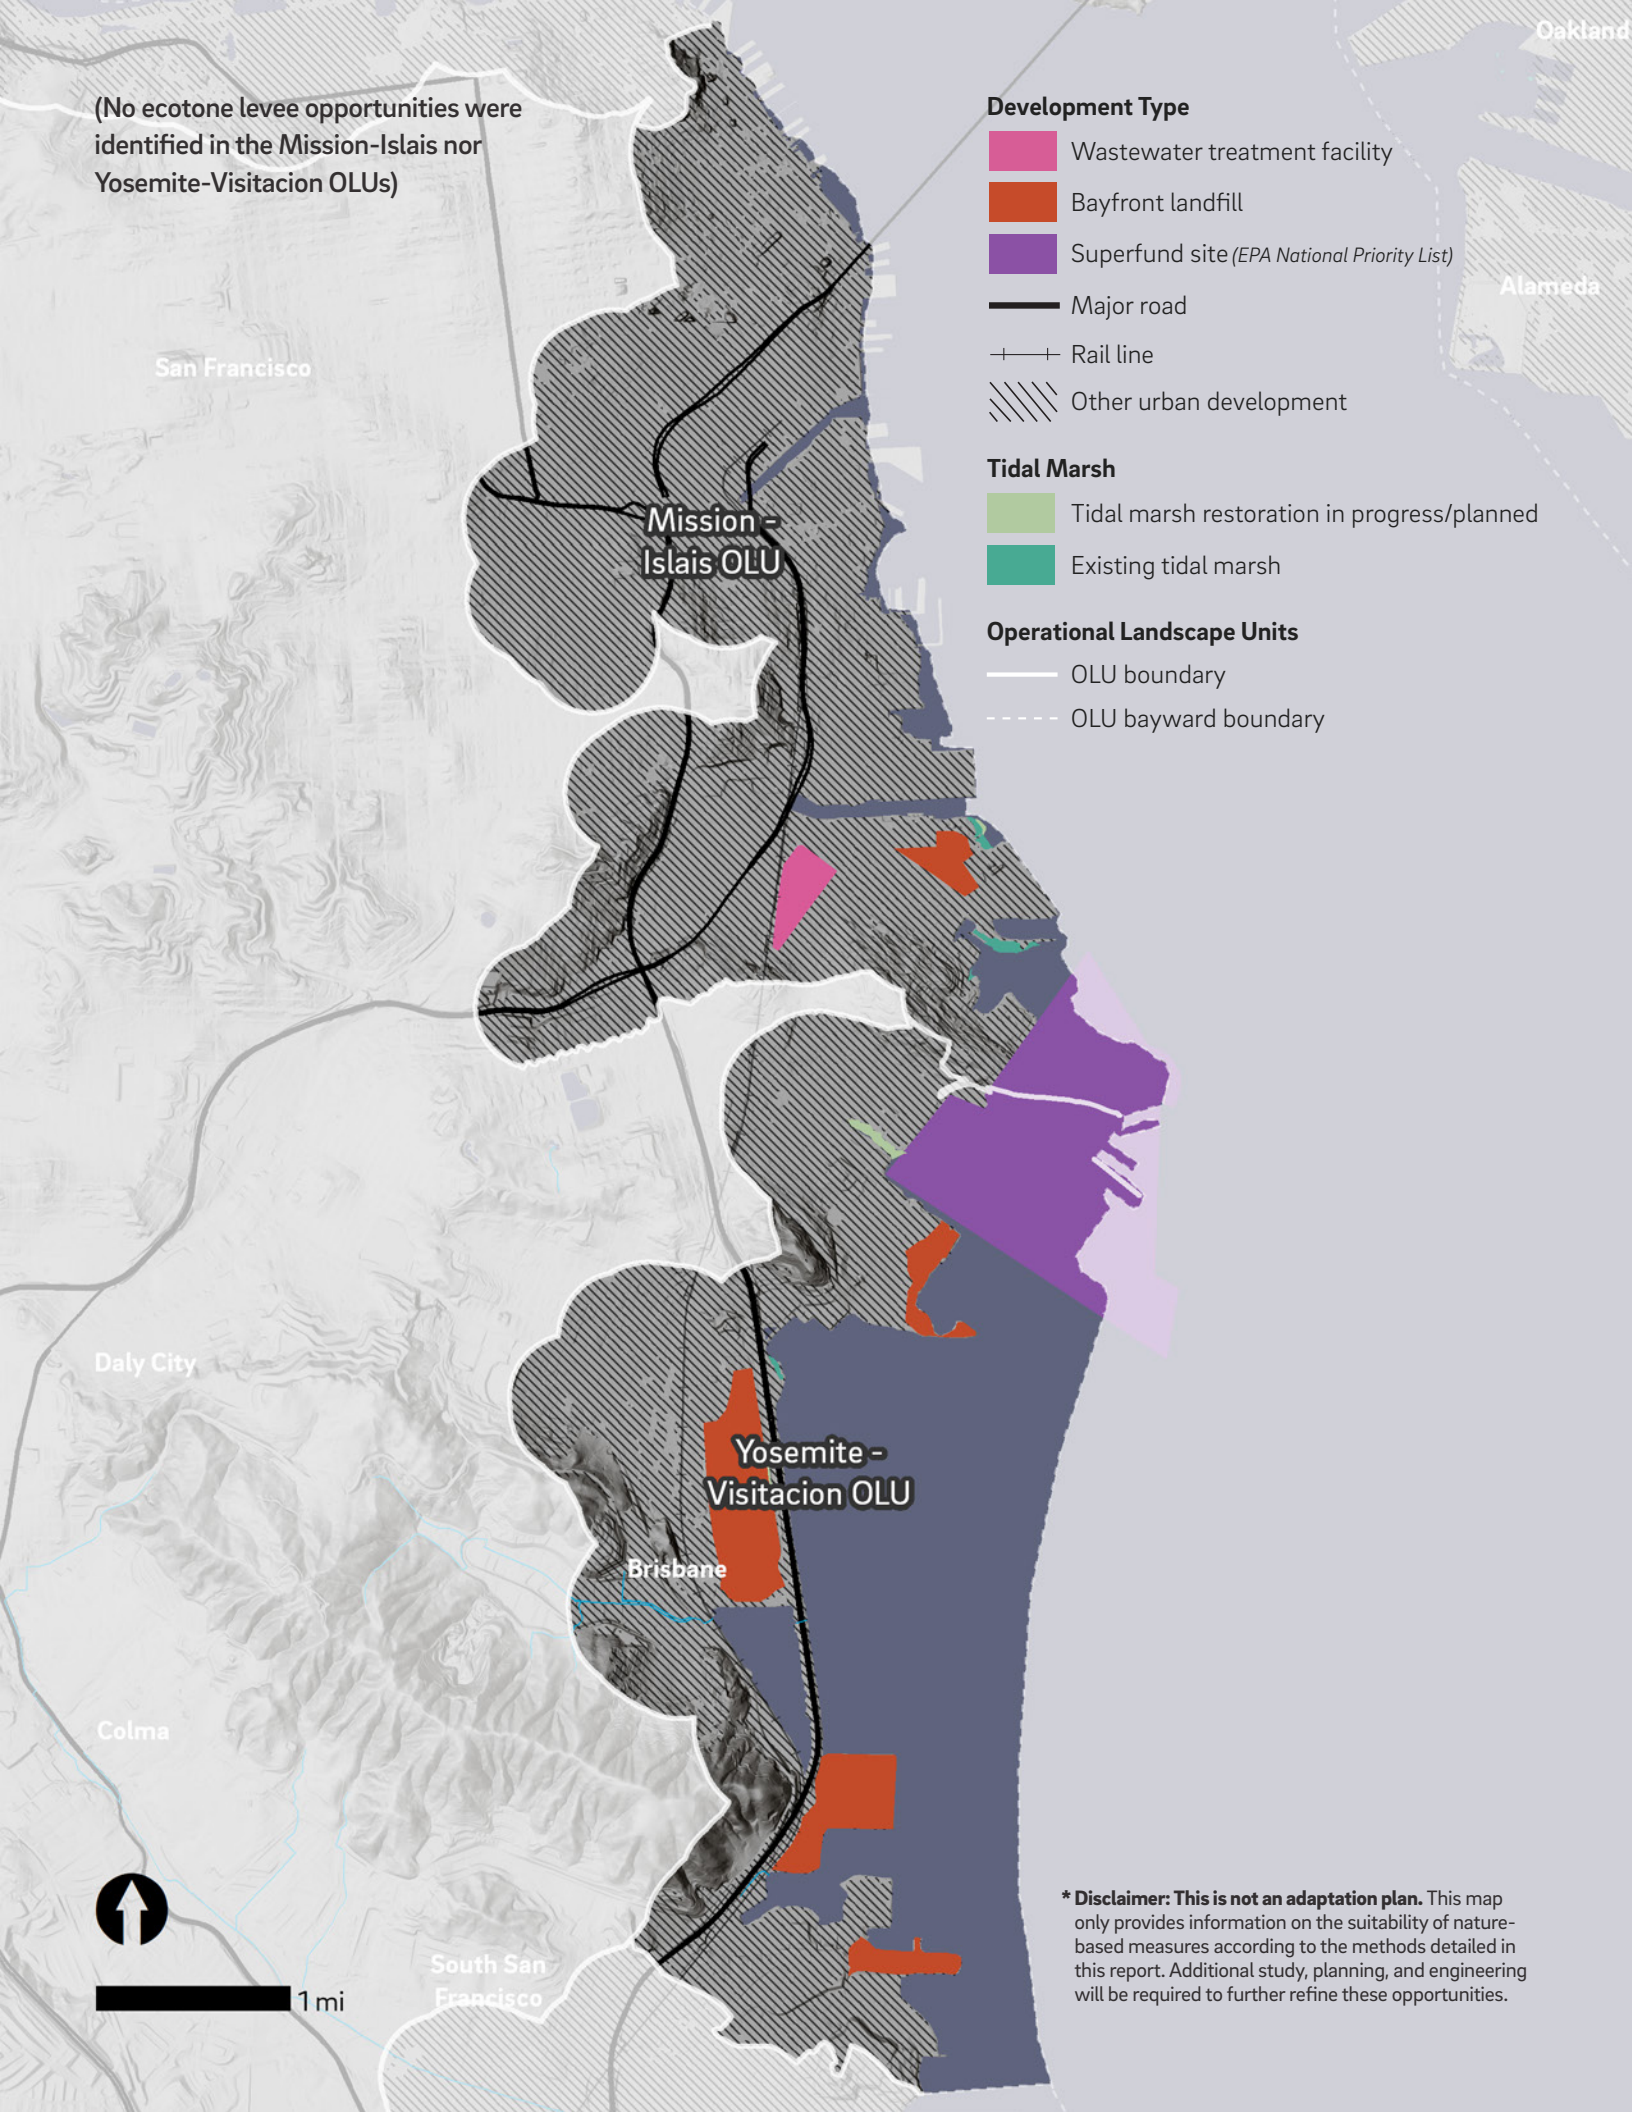 (No ecotone levee opportunities were
identified in the Mission-Islais nor
Yosemite-Visitacion OLUs)
Oakland
Alameda
San Francisco
Mission -
Islais OLU
Daly City
Yosemite -
Visitacion OLU
Brisbane
Colma
South San
Francisco
1 mi
Development Type
Wastewater treatment facility
Bayfront landfill
Superfund site (EPA National Priority List)
Major road
Rail line
Other urban development
Tidal Marsh
Tidal marsh restoration in progress/planned
Existing tidal marsh
Operational Landscape Units
OLU boundary
OLU bayward boundary
* Disclaimer: This is not an adaptation plan. This map
only provides information on the suitability of nature-
based measures according to the methods detailed in
this report. Additional study, planning, and engineering
will be required to further refine these opportunities.